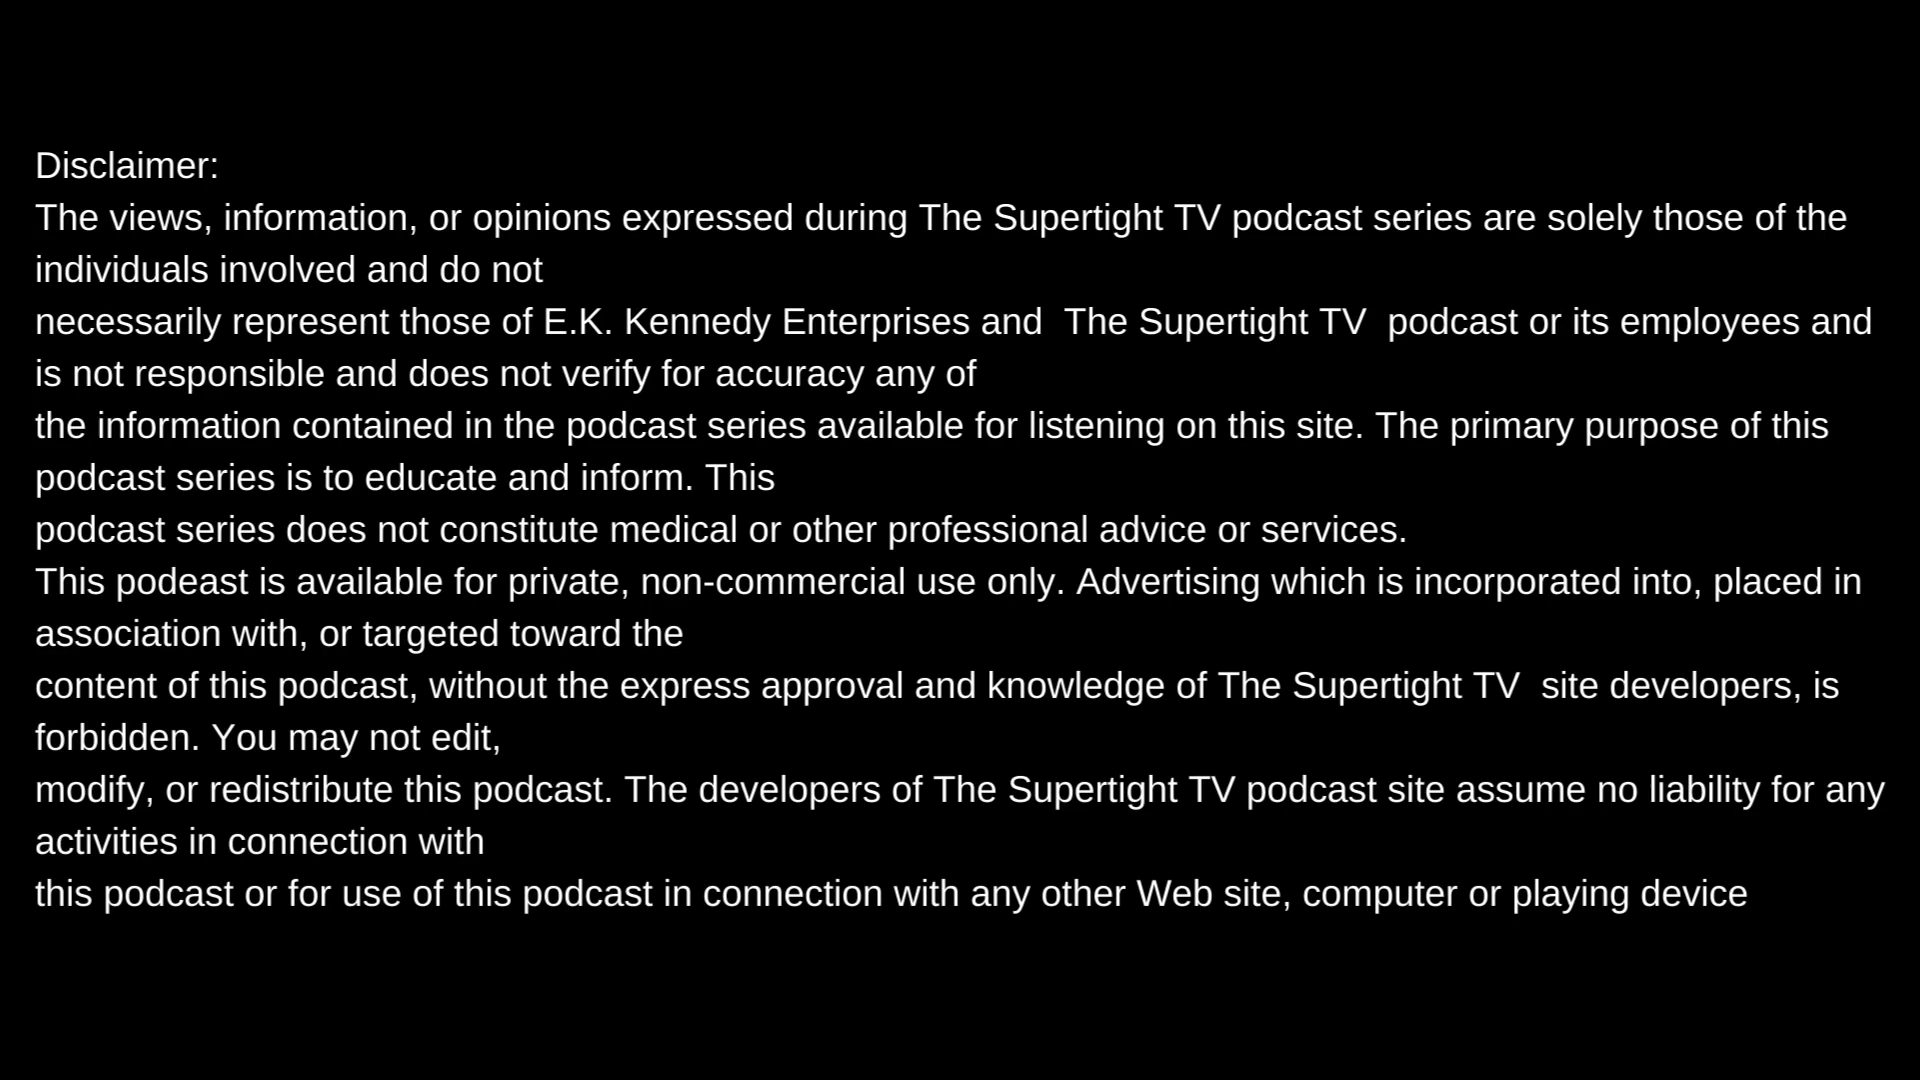 Disclaimer:
The views, information, or opinions expressed during The Supertight TV podcast series are solely those of the
individuals involved and do not
necessarily represent those of E.K. Kennedy Enterprises and  The Supertight TV  podcast or its employees and
is not responsible and does not verify for accuracy any of
the information contained in the podcast series available for listening on this site. The primary purpose of this
podcast series is to educate and inform. This
podcast series does not constitute medical or other professional advice or services.
This podeast is available for private, non-commercial use only. Advertising which is incorporated into, placed in
association with, or targeted toward the
content of this podcast, without the express approval and knowledge of The Supertight TV  site developers, is
forbidden. You may not edit,
modify, or redistribute this podcast. The developers of The Supertight TV podcast site assume no liability for any
activities in connection with
this podcast or for use of this podcast in connection with any other Web site, computer or playing device